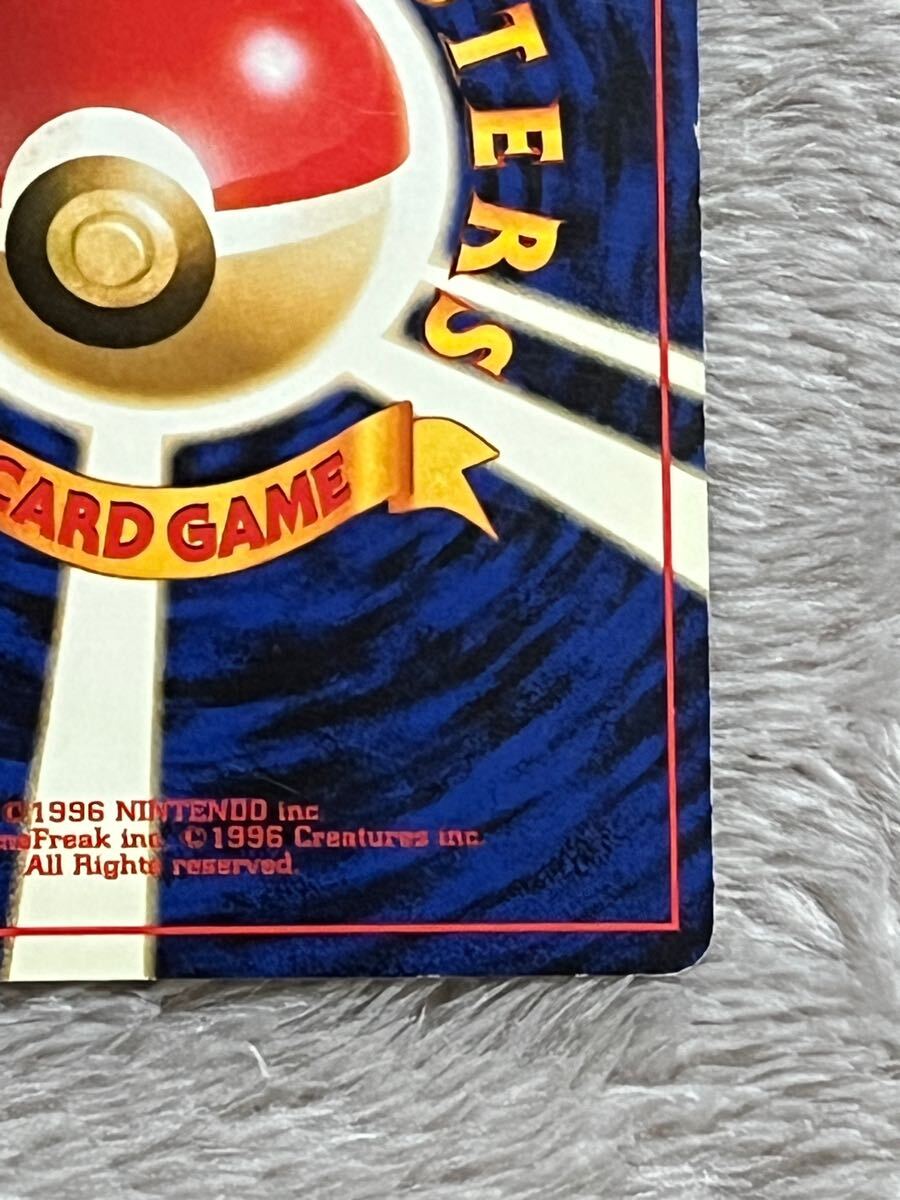 TERS
CARD GAME
©1996 NINTENDO inc
Freak inc. ©1996 Creatures inc.
All Rights reserved.